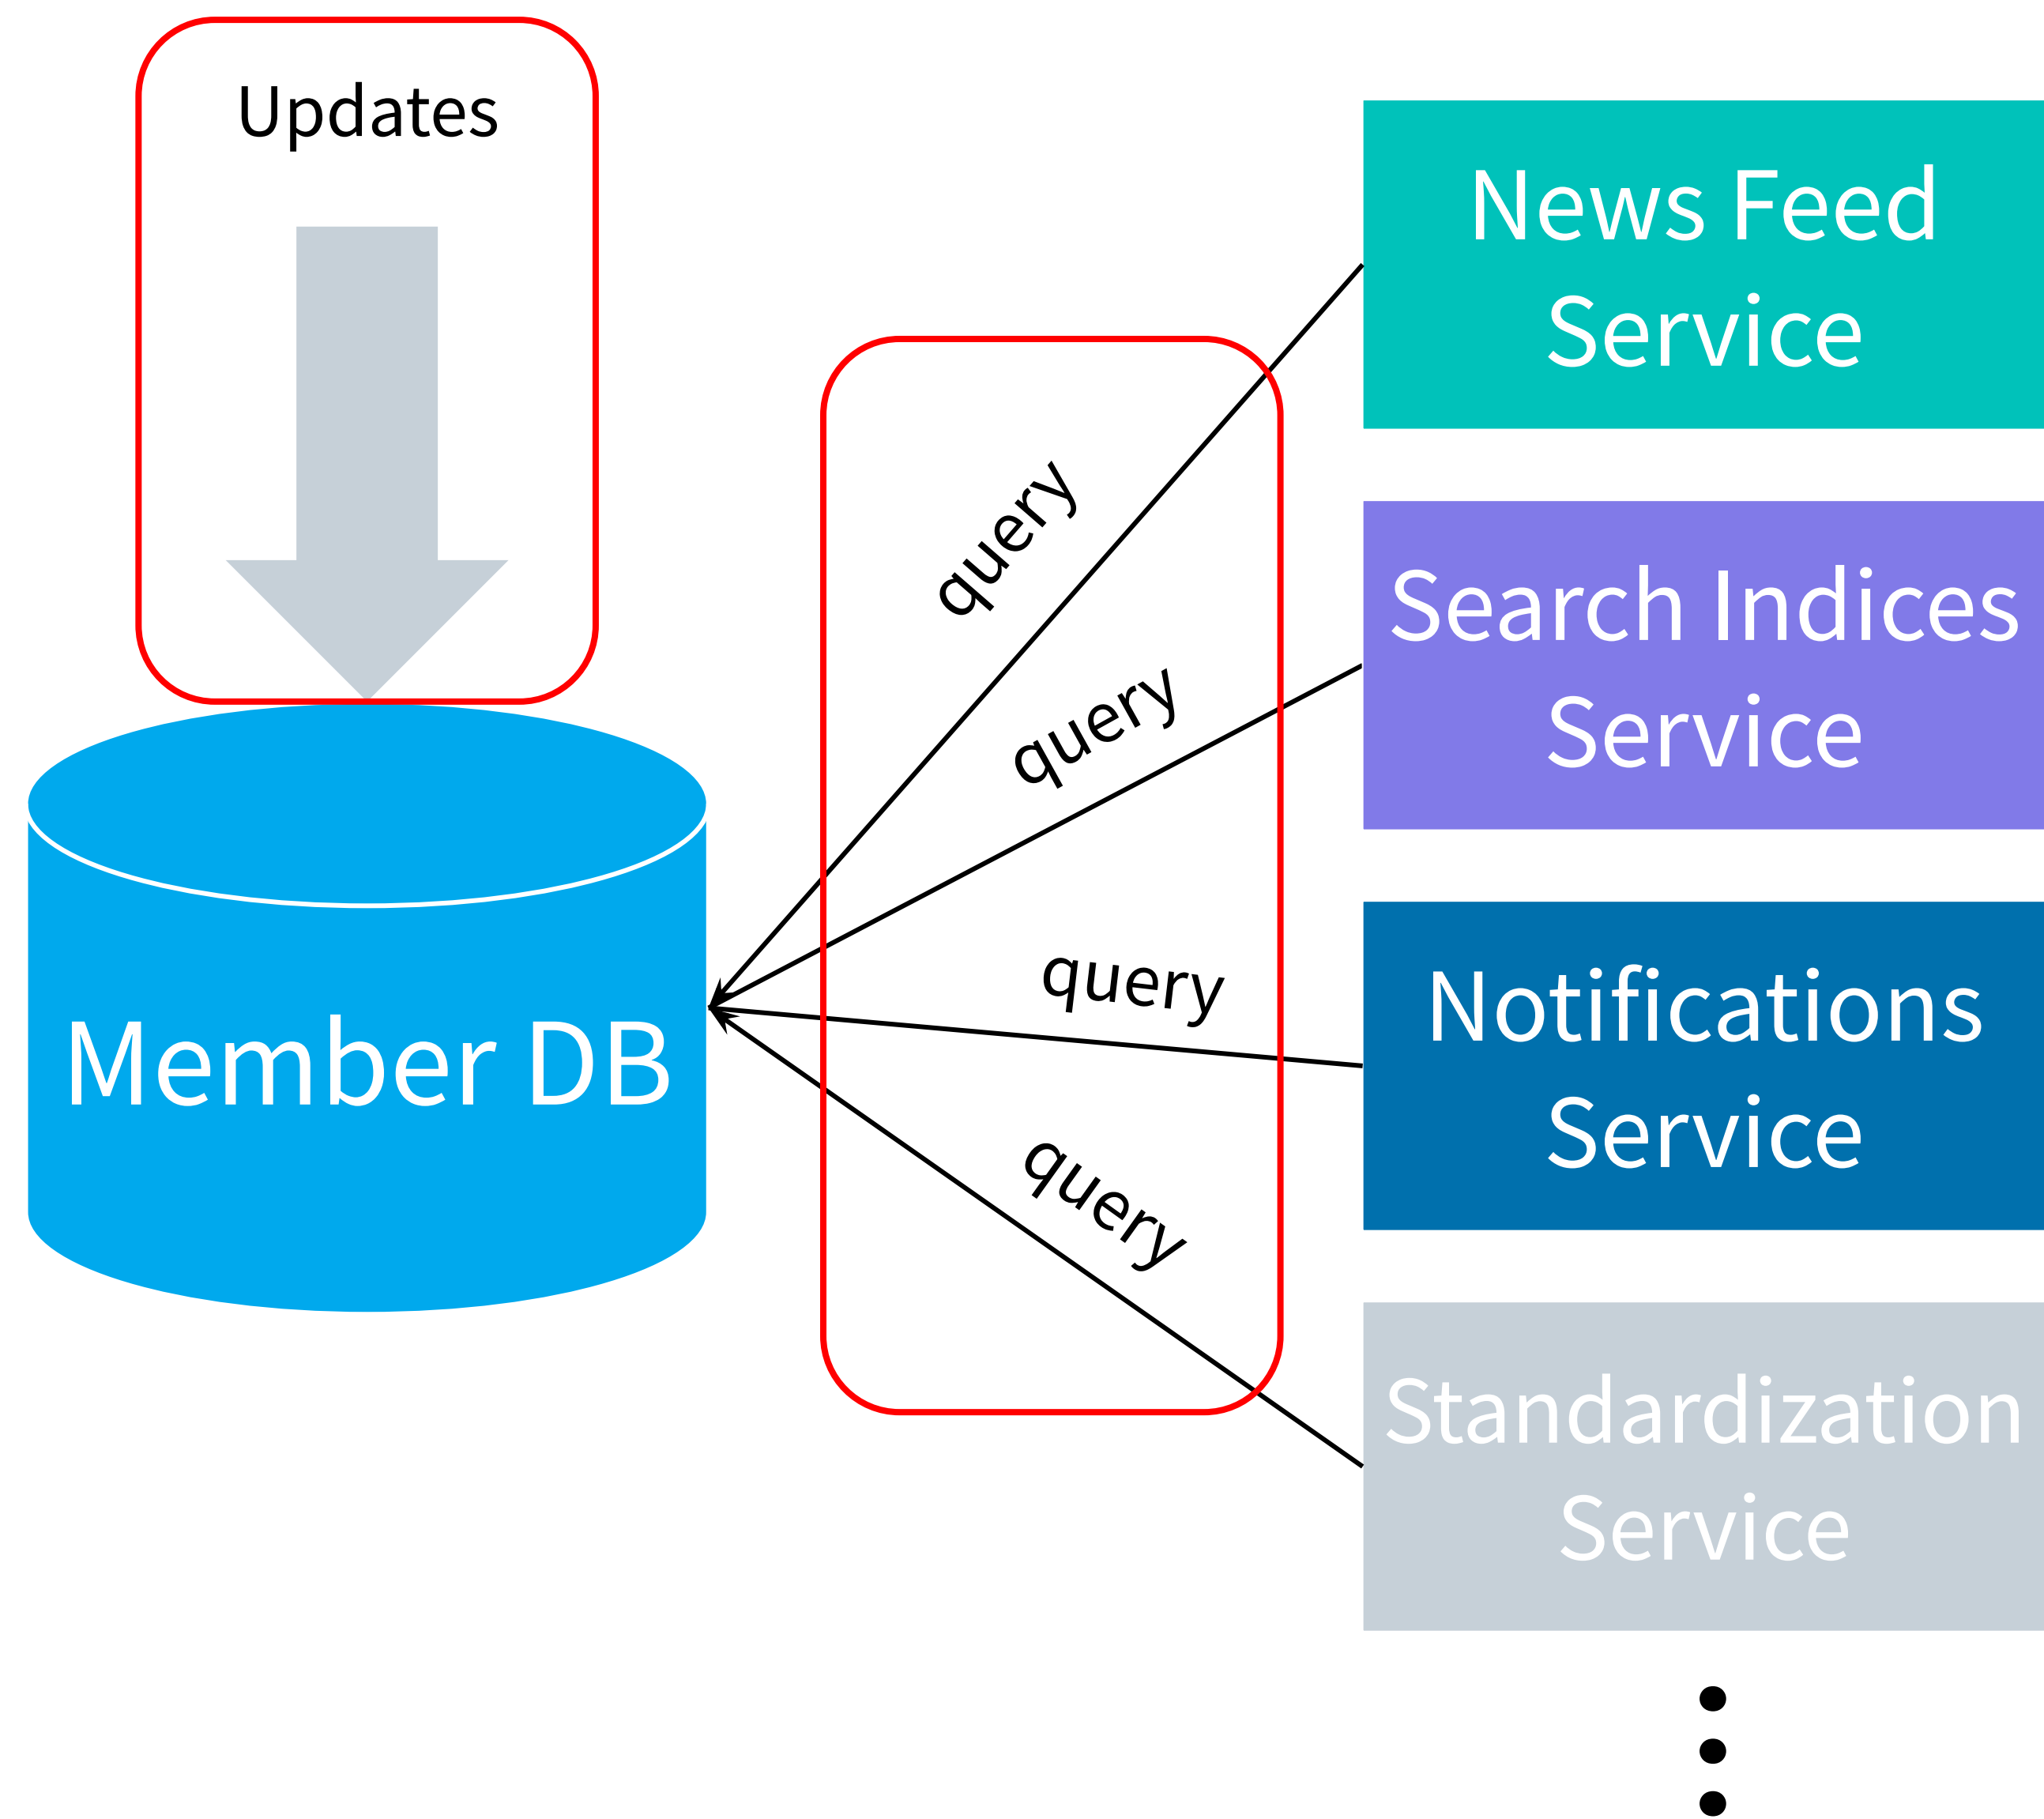 Updates
News Feed
Service
query
Search Indices
Service
query
Member DB
query
Notifications
Service
query
Standardization
Service